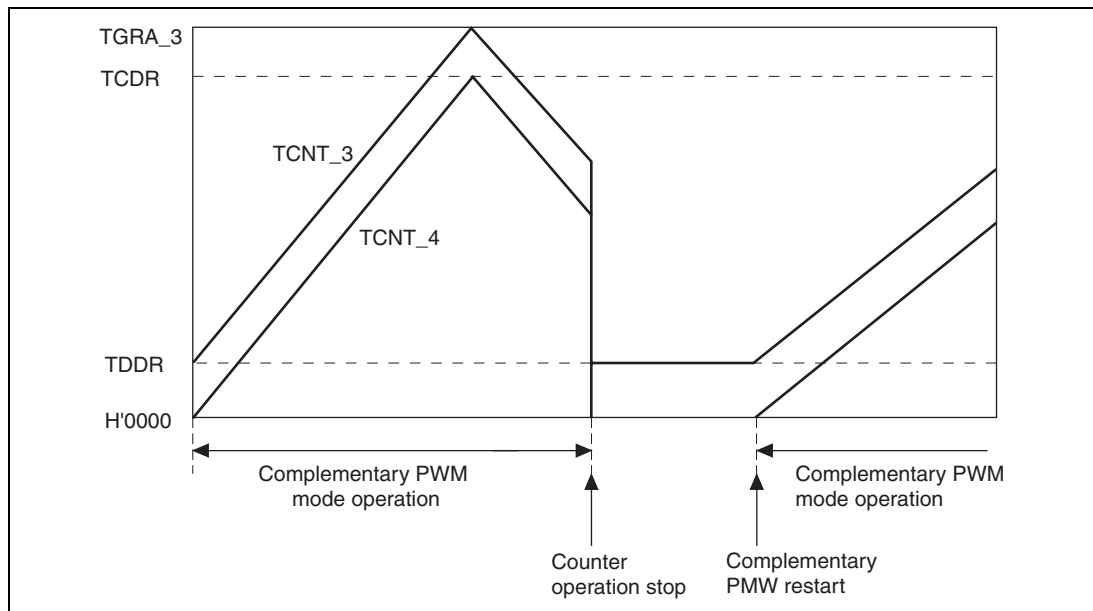 TGRA_3
TCDR
TCNT_3
TCNT_4
TDDR
H'0000
Complementary PWM
mode operation
Complementary PWM
mode operation
Counter
operation stop
Complementary
PMW restart